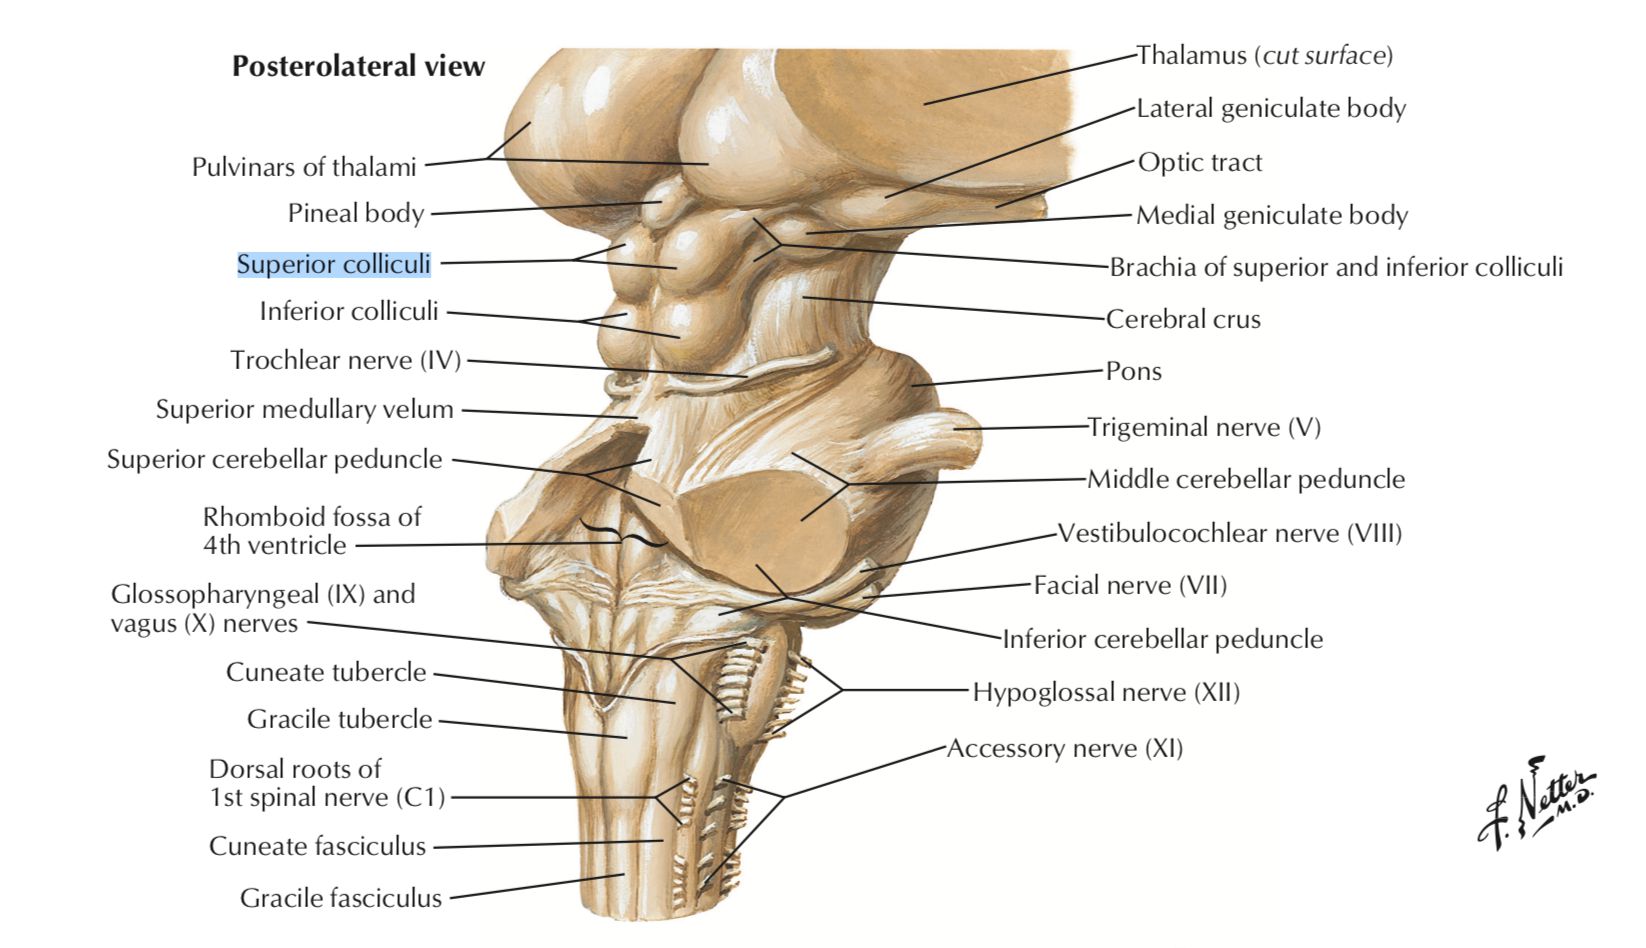 Posterolateral view
Pulvinars of thalami
Pineal body
Superior colliculi
Inferior colliculi
Trochlear nerve (IV)
Superior medullary velum
Superior cerebellar peduncle
Rhomboid fossa of
4th ventricle
Glossopharyngeal (IX) and
vagus (X) nerves
Cuneate tubercle
Gracile tubercle
Dorsal roots of
1st spinal nerve (C1)
Cuneate fasciculus
Gracile fasciculus
Thalamus (cut surface)
Lateral geniculate body
Optic tract
Medial geniculate body
Brachia of superior and inferior colliculi
Cerebral crus
Pons
Trigeminal nerve (V)
Middle cerebellar peduncle
Vestibulocochlear nerve (VIII)
Facial nerve (VII)
Inferior cerebellar peduncle
Hypoglossal nerve (XII)
Accessory nerve (XI)
F. Netter
M.D.